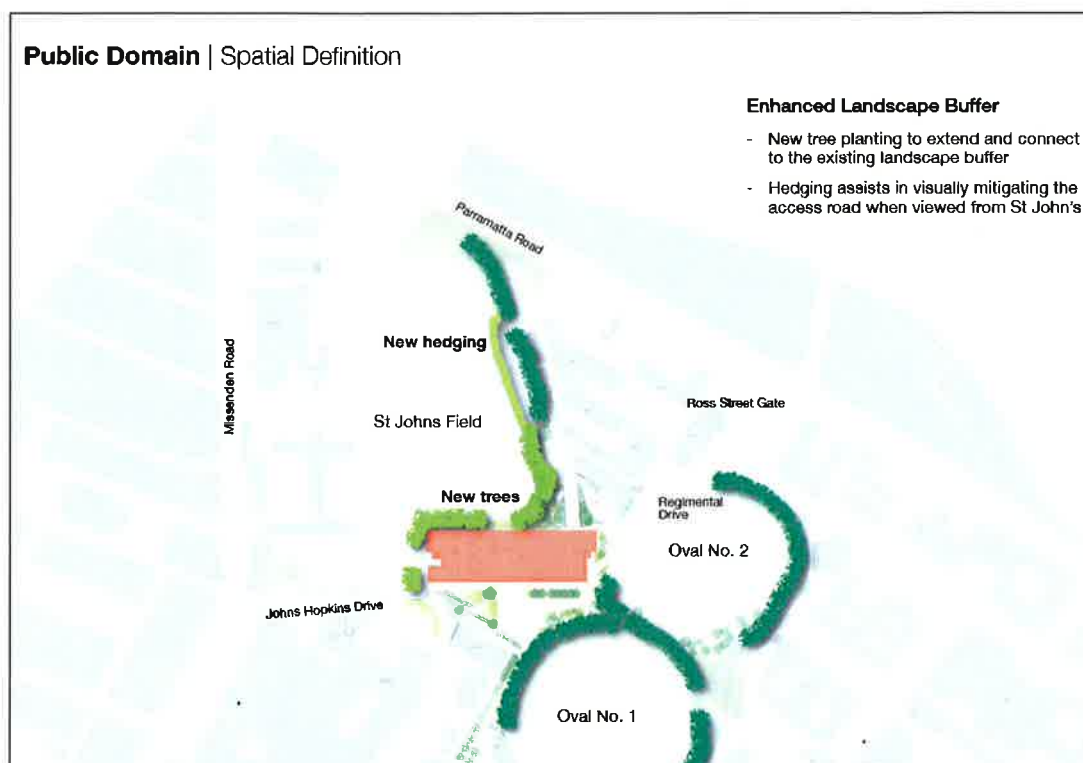 Public Domain | Spatial Definition
Enhanced Landscape Buffer
- New tree planting to extend and connect
to the existing landscape buffer
- Hedging assists in visually mitigating the
access road when viewed from St John's
Parramatta Road
New hedging
Missenden Road
Ross Street Gate
St Johns Field
New trees
Regimental
Drive
Oval No. 2
Johns Hopkins Drive
Oval No. 1